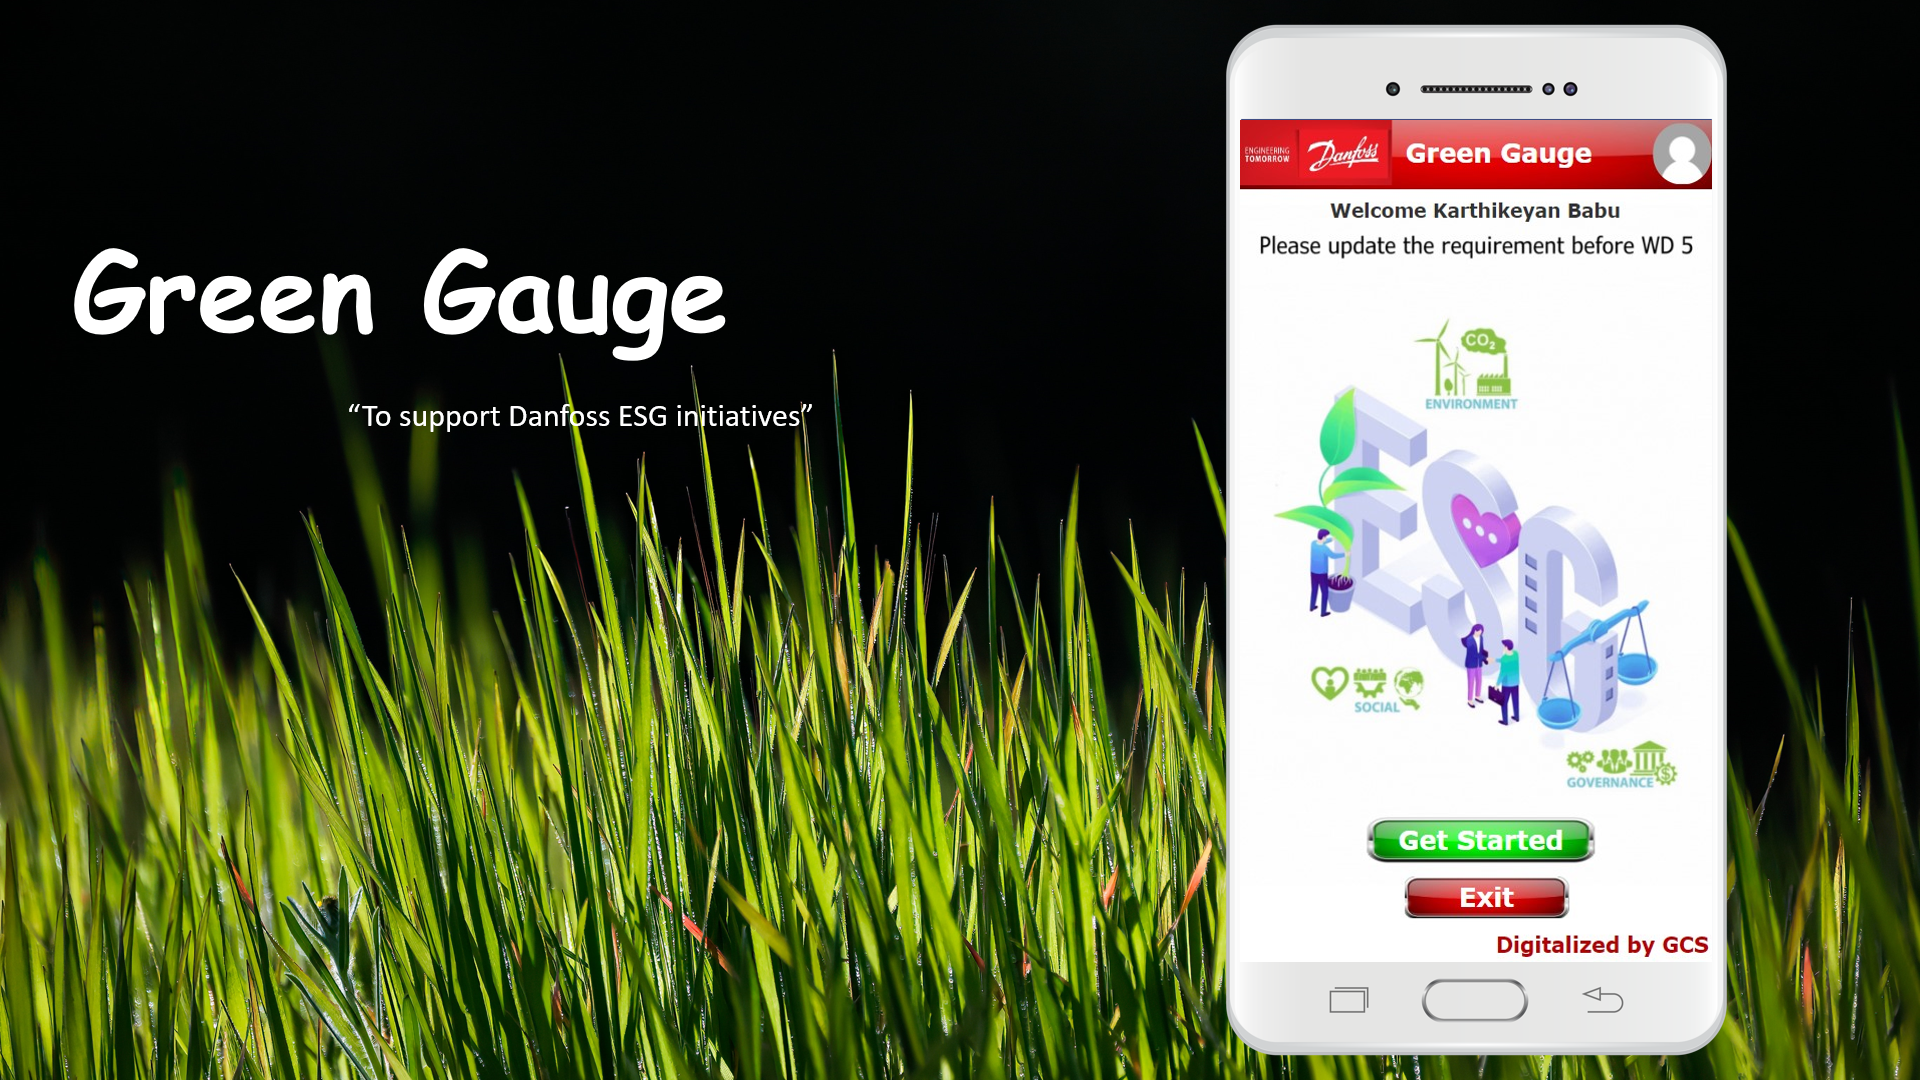 Green Gauge
“To support Danfoss ESG initiatives”
ENGINEERING
TOMORROW
Danfoss
Green Gauge
Welcome Karthikeyan Babu
Please update the requirement before WD 5
CO2
ENVIRONMENT
ESG
SOCIAL
$
GOVERNANCE
Get Started
Exit
Digitalized by GCS